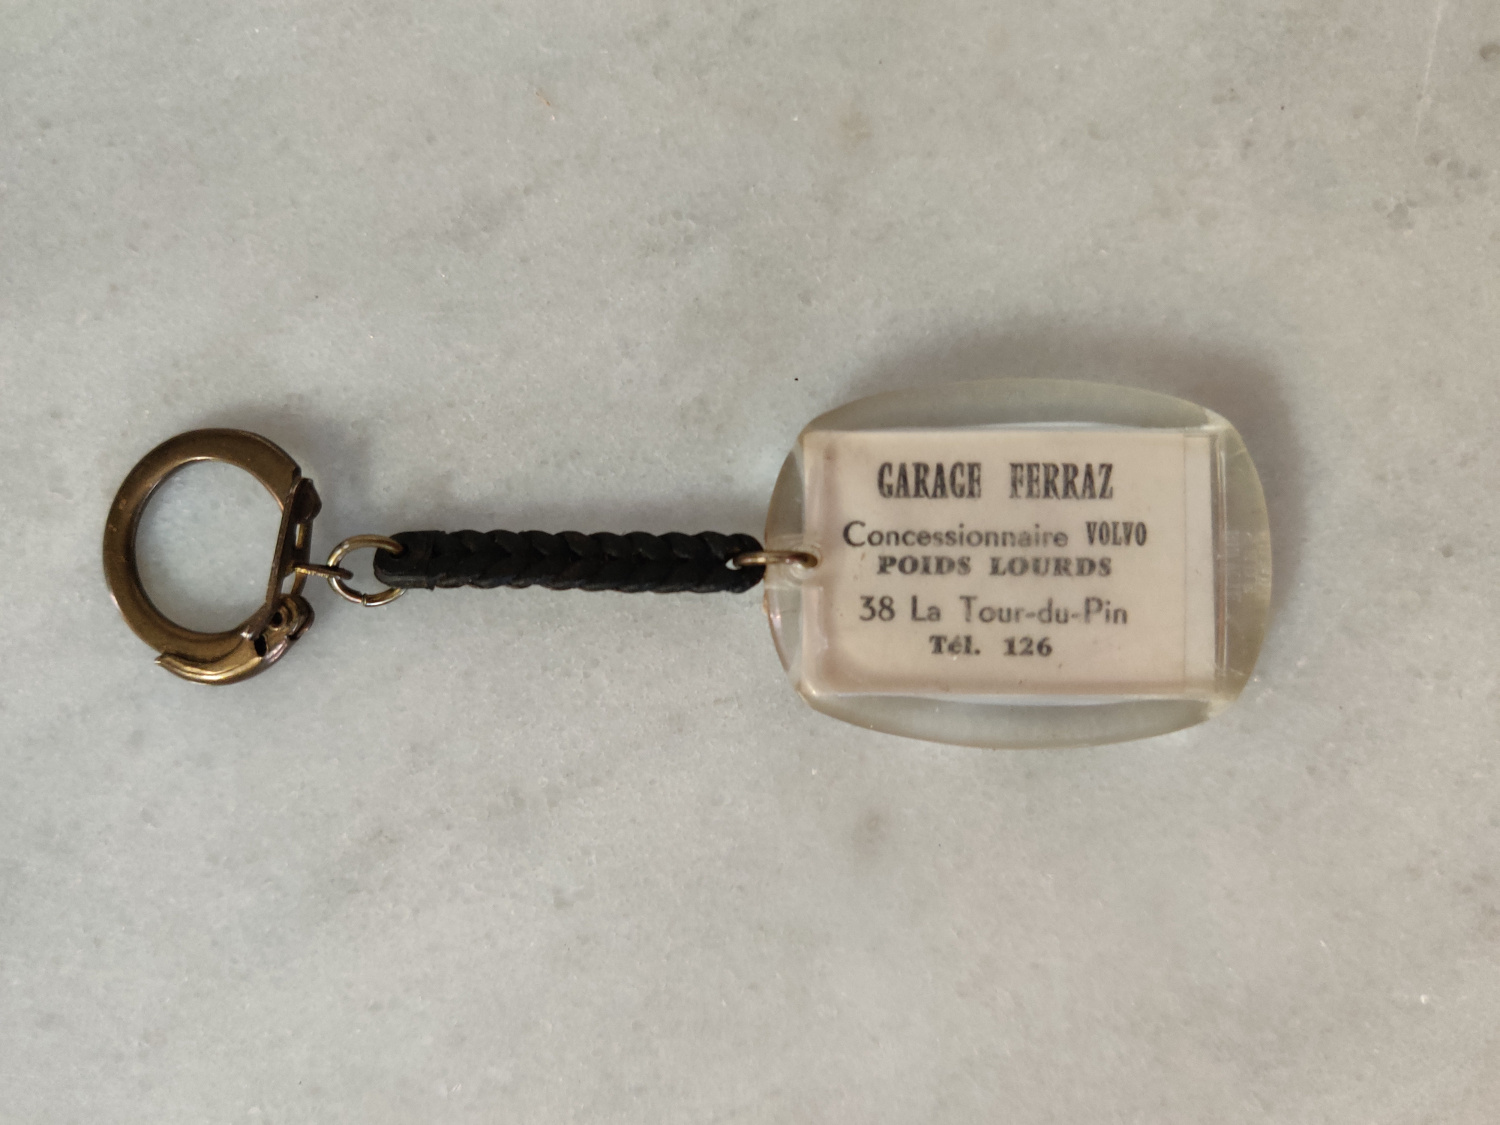 GARAGE FERRAZ
Concessionnaire VOLVO
POIDS LOURDS
38 La Tour-du-Pin
Tél. 126